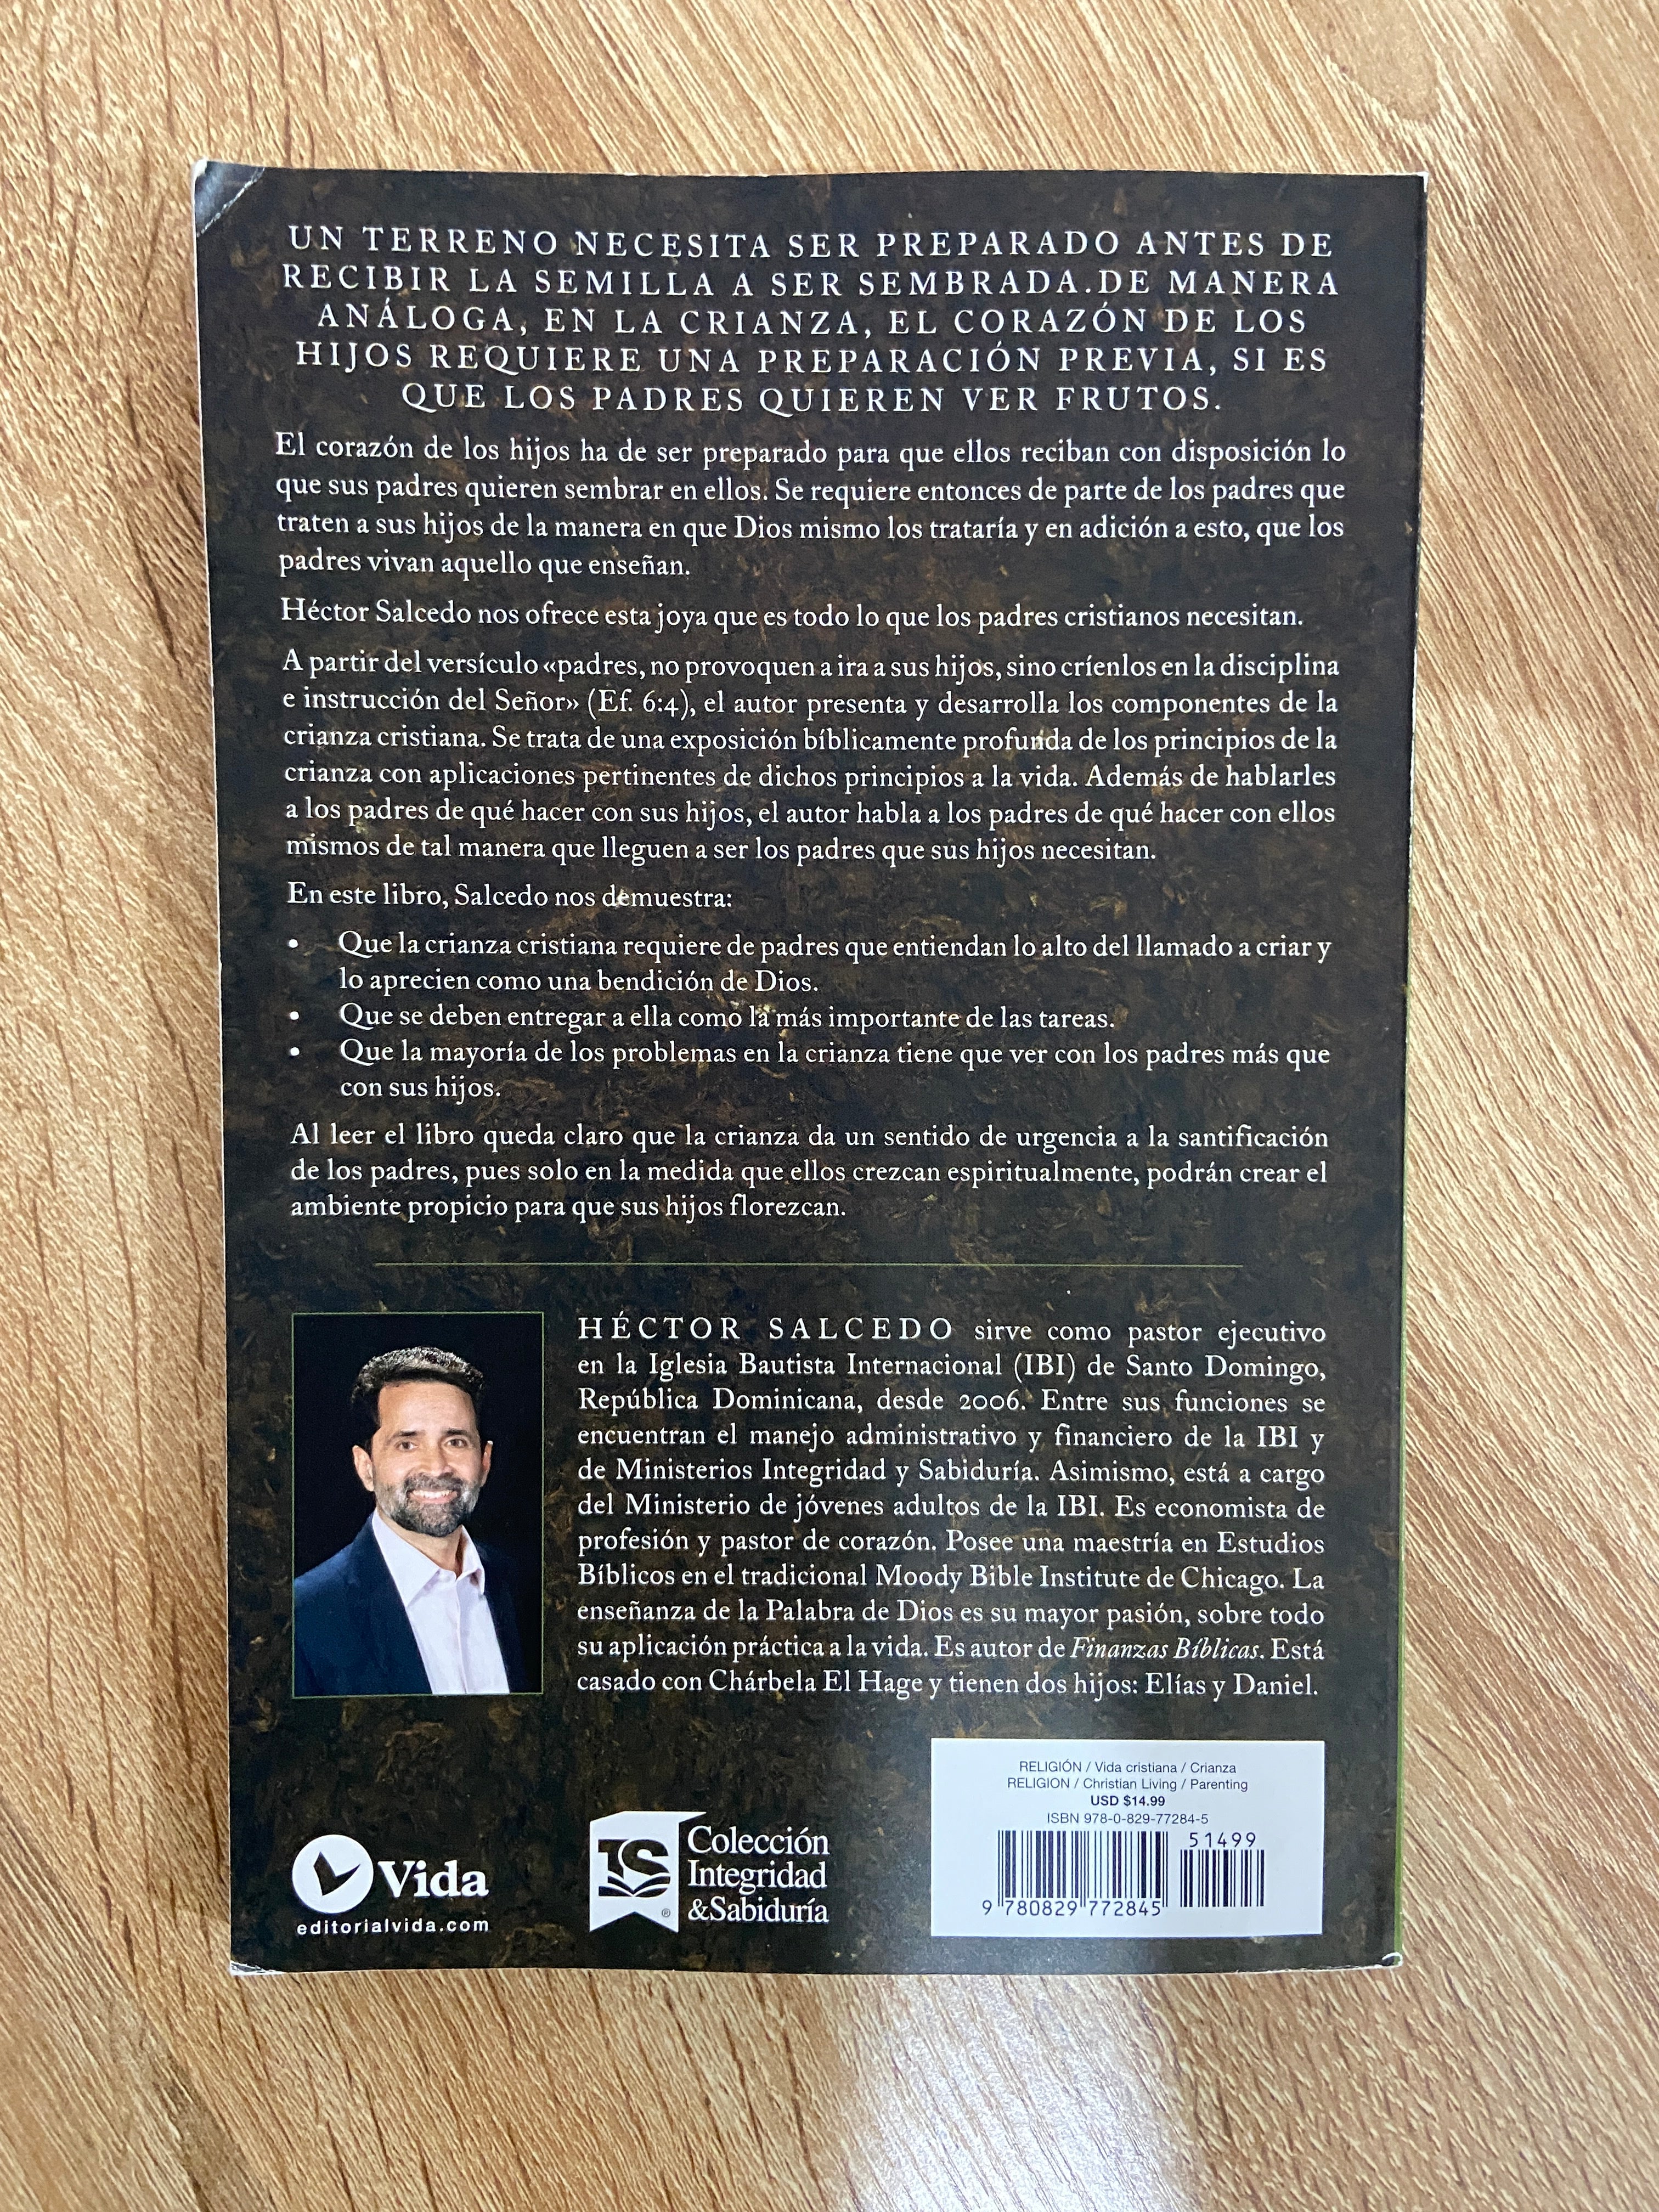 UN TERRENO NECESITA SER PREPARADO ANTES DE
RECIBIR LA SEMILLA A SER SEMBRADA.DE MANERA
ANÁLOGA, EN LA CRIANZA, EL CORAZÓN DE LOS
HIJOS REQUIERE UNA PREPARACIÓN PREVIA, SI ES
QUE LOS PADRES QUIEREN VER FRUTOS.
El corazón de los hijos ha de ser preparado para que ellos reciban con disposición lo
que sus padres quieren sembrar en ellos. Se requiere entonces de parte de los padres que
traten a sus hijos de la manera en que Dios mismo los trataría y en adición a esto, que los
padres vivan aquello que enseñan.
Héctor Salcedo nos ofrece esta joya que es todo lo que los padres cristianos necesitan.
A partir del versículo «padres, no provoquen a ira a sus hijos, sino críenlos en la disciplina
e instrucción del Señor» (Ef. 6:4), el autor presenta y desarrolla los componentes de la
crianza cristiana. Se trata de una exposición bíblicamente profunda de los principios de la
crianza con aplicaciones pertinentes de dichos principios a la vida. Además de hablarles
a los padres de qué hacer con sus hijos, el autor habla a los padres de qué hacer con ellos
mismos de tal manera que lleguen a ser los padres que sus hijos necesitan.
En este libro, Salcedo nos demuestra:
• Que la crianza cristiana requiere de padres que entiendan lo alto del llamado a criar y
lo aprecien como una bendición de Dios.
• Que se deben entregar a ella como la más importante de las tareas.
• Que la mayoría de los problemas en la crianza tiene que ver con los padres más que
con sus hijos.
Al leer el libro queda claro que la crianza da un sentido de urgencia a la santificación
de los padres, pues solo en la medida que ellos crezcan espiritualmente, podrán crear el
ambiente propicio para que sus hijos florezcan.
HÉCTOR SALCEDO sirve como pastor ejecutivo
en la Iglesia Bautista Internacional (IBI) de Santo Domingo,
República Dominicana, desde 2006. Entre sus funciones se
encuentran el manejo administrativo y financiero de la IBI y
de Ministerios Integridad y Sabiduría. Asimismo, está a cargo
del Ministerio de jóvenes adultos de la IBI. Es economista de
profesión y pastor de corazón. Posee una maestría en Estudios
Bíblicos en el tradicional Moody Bible Institute de Chicago. La
enseñanza de la Palabra de Dios es su mayor pasión, sobre todo
su aplicación práctica a la vida. Es autor de Finanzas Bíblicas. Está
casado con Chárbela El Hage y tienen dos hijos: Elías y Daniel.
Vida
editorialvida.com
IS
®
Colección
Integridad
&Sabiduría
RELIGIÓN / Vida cristiana / Crianza
RELIGION / Christian Living / Parenting
USD $14.99
ISBN 978-0-829-77284-5
51499
9 780829 772845